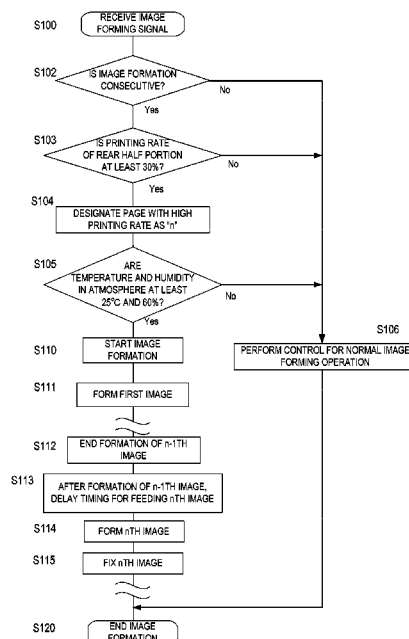 S100
RECEIVE IMAGE
FORMING SIGNAL
S102
IS IMAGE FORMATION
CONSECUTIVE?
No
Yes
S103
IS PRINTING RATE
OF REAR HALF PORTION
AT LEAST 30%?
No
Yes
S104
DESIGNATE PAGE WITH HIGH
PRINTING RATE AS "n"
S105
ARE
TEMPERATURE AND HUMIDITY
IN ATMOSPHERE AT LEAST
25°C AND 60%?
No
Yes
S106
PERFORM CONTROL FOR NORMAL IMAGE
FORMING OPERATION
S110
START IMAGE
FORMATION
S111
FORM FIRST IMAGE
S112
END FORMATION OF n-1TH
IMAGE
S113
AFTER FORMATION OF n-1TH IMAGE,
DELAY TIMING FOR FEEDING nTH IMAGE
S114
FORM nTH IMAGE
S115
FIX nTH IMAGE
S120
END IMAGE
FORMATION